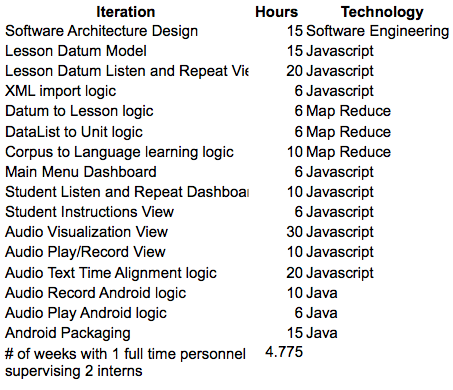 Iteration Hours Technology
Software Architecture Design 15 Software Engineering
Lesson Datum Model 15 Javascript
Lesson Datum Listen and Repeat Vie 20 Javascript
XML import logic 6 Javascript
Datum to Lesson logic 6 Map Reduce
DataList to Unit logic 6 Map Reduce
Corpus to Language learning logic 10 Map Reduce
Main Menu Dashboard 6 Javascript
Student Listen and Repeat Dashboar 10 Javascript
Student Instructions View 6 Javascript
Audio Visualization View 30 Javascript
Audio Play/Record View 10 Javascript
Audio Text Time Alignment logic 20 Javascript
Audio Record Android logic 10 Java
Audio Play Android logic 6 Java
Android Packaging 15 Java
# of weeks with 1 full time personnel 4.775
supervising 2 interns